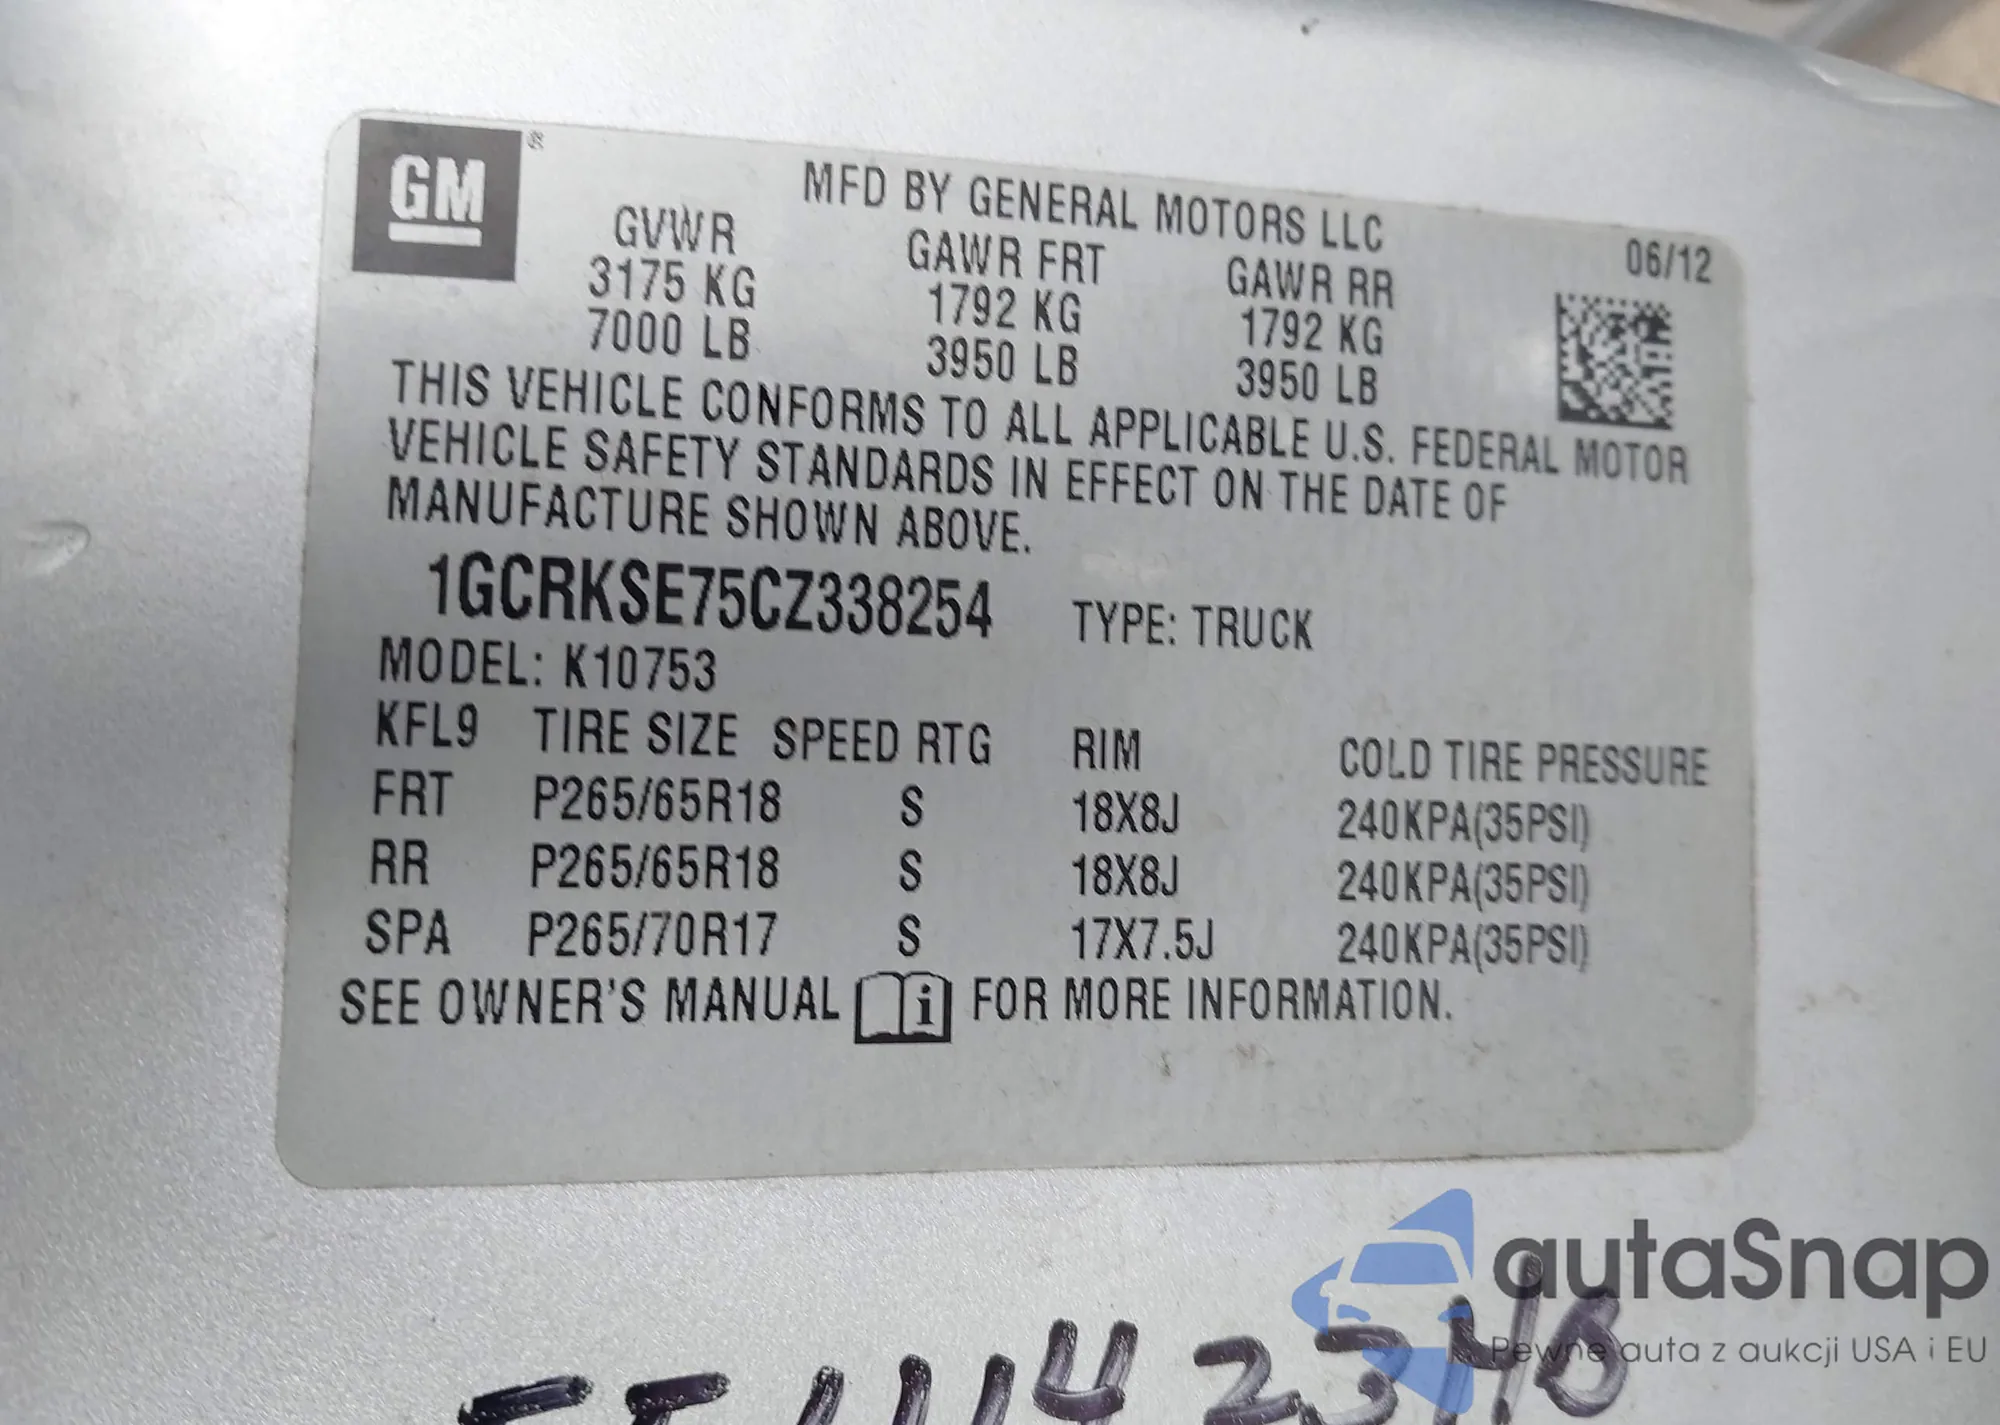 GM ®
MFD BY GENERAL MOTORS LLC
06/12
GVWR GAWR FRT GAWR RR
3175 KG 1792 KG 1792 KG
7000 LB 3950 LB 3950 LB
THIS VEHICLE CONFORMS TO ALL APPLICABLE U.S. FEDERAL MOTOR
VEHICLE SAFETY STANDARDS IN EFFECT ON THE DATE OF
MANUFACTURE SHOWN ABOVE.
1GCRKSE75CZ338254 TYPE: TRUCK
MODEL: K10753
KFL9 TIRE SIZE SPEED RTG RIM COLD TIRE PRESSURE
FRT P265/65R18 S 18X8J 240KPA(35PSI)
RR P265/65R18 S 18X8J 240KPA(35PSI)
SPA P265/70R17 S 17X7.5J 240KPA(35PSI)
SEE OWNER'S MANUAL i FOR MORE INFORMATION.
autaSnap
Pewne auta z aukcji USA i EU